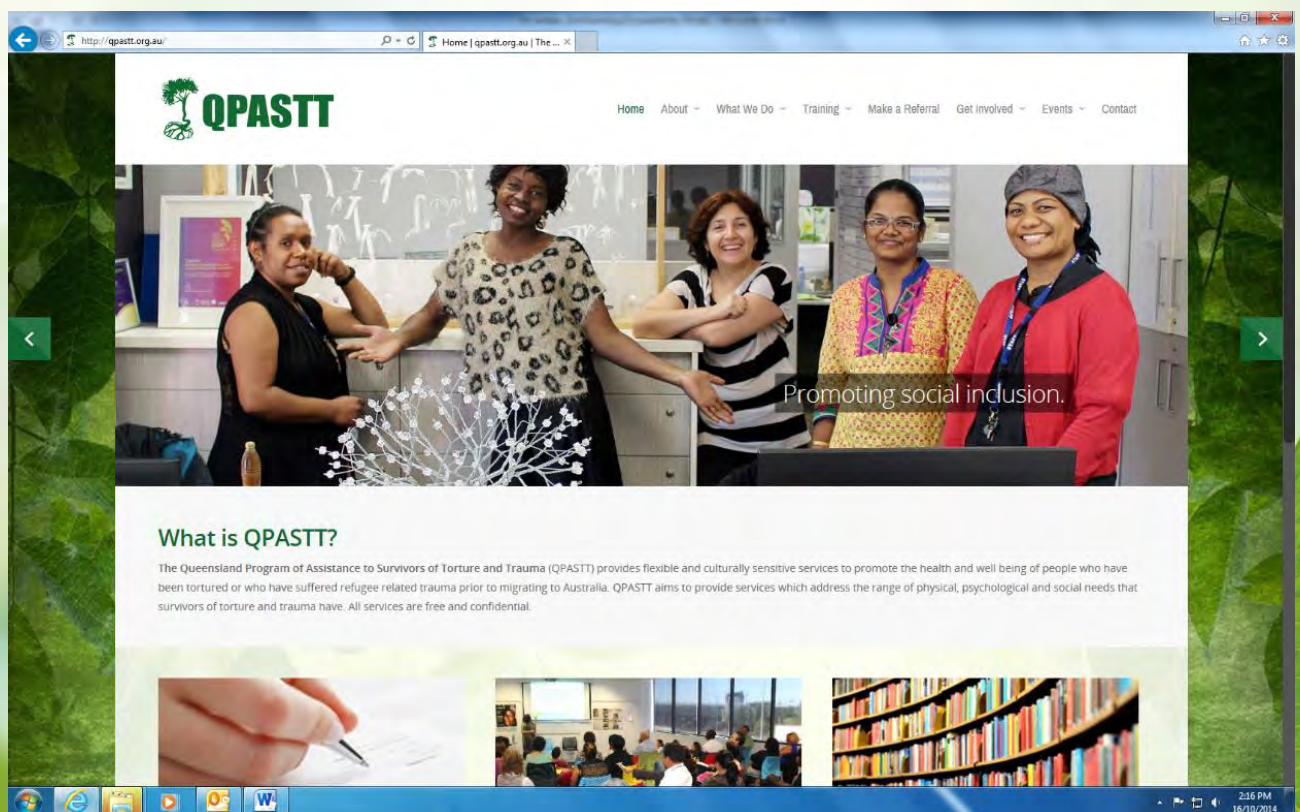 http://qpastt.org.au/
Home | qpastt.org.au | The ...
QPASTT
Home About What We Do Training Make a Referral Get Involved Events Contact
Promoting social inclusion.
What is QPASTT?
The Queensland Program of Assistance to Survivors of Torture and Trauma (QPASTT) provides flexible and culturally sensitive services to promote the health and well being of people who have
been tortured or who have suffered refugee related trauma prior to migrating to Australia. QPASTT aims to provide services which address the range of physical, psychological and social needs that
survivors of torture and trauma have. All services are free and confidential.
2:16 PM
16/10/2014